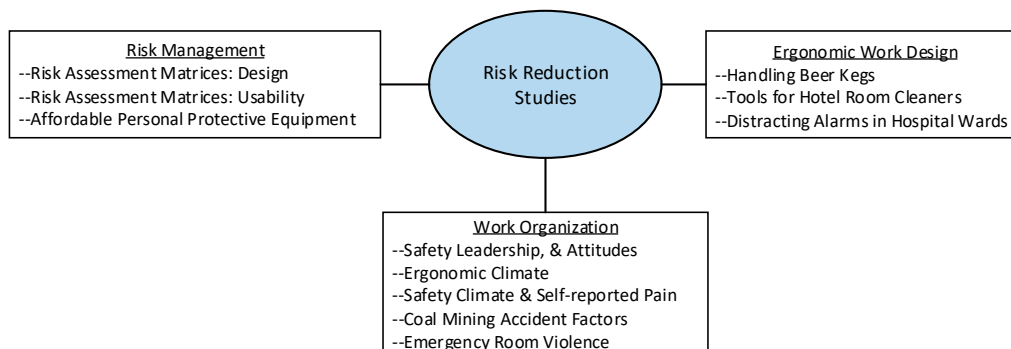 Risk Management
--Risk Assessment Matrices: Design
--Risk Assessment Matrices: Usability
--Affordable Personal Protective Equipment
Risk Reduction
Studies
Ergonomic Work Design
--Handling Beer Kegs
--Tools for Hotel Room Cleaners
--Distracting Alarms in Hospital Wards
Work Organization
--Safety Leadership, & Attitudes
--Ergonomic Climate
--Safety Climate & Self-reported Pain
--Coal Mining Accident Factors
--Emergency Room Violence